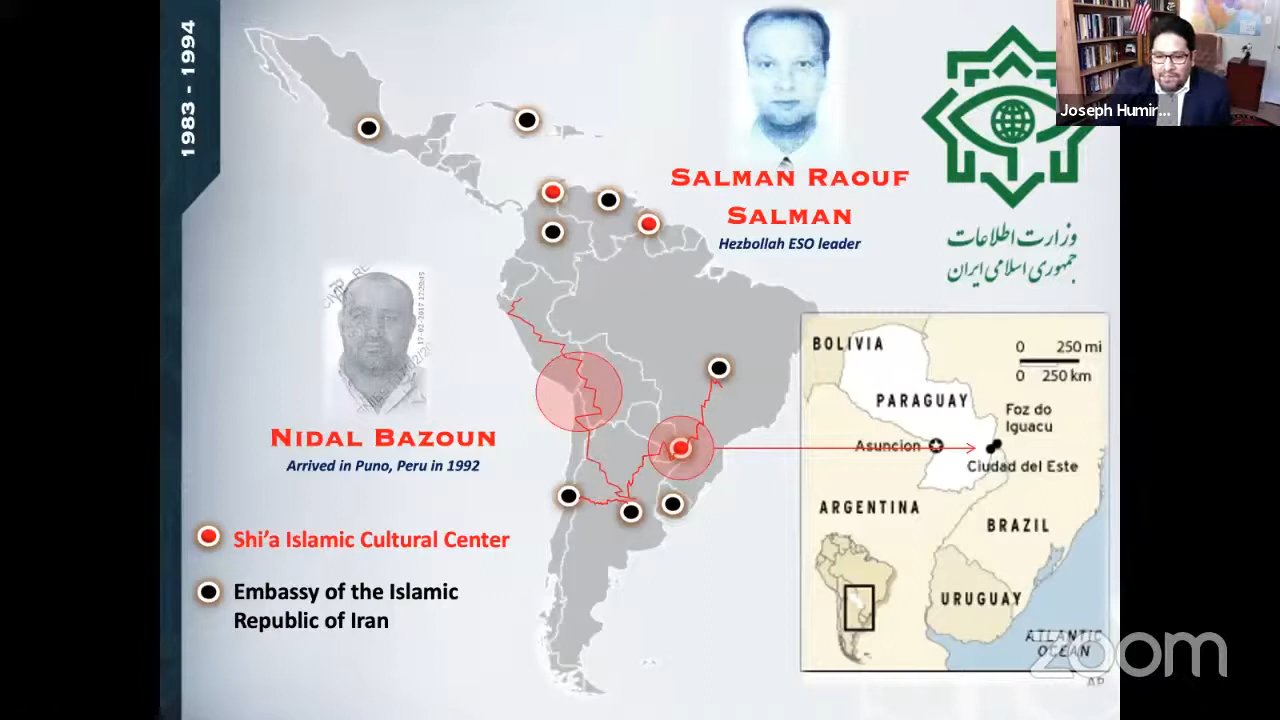 1983 - 1994
Joseph Humir...
SALMAN RAOUF
SALMAN
Hezbollah ESO leader
وزارت اطلاعات
جمهوری اسلامی ایران
NIDAL BAZOUN
Arrived in Puno, Peru in 1992
Shi'a Islamic Cultural Center
Embassy of the Islamic
Republic of Iran
BOLIVIA
0 250 mi
0 250 km
PARAGUAY
Foz do
Iguacu
Asuncion
Ciudad del Este
ARGENTINA
BRAZIL
URUGUAY
ATLANTIC
OCEAN
AP
zoom